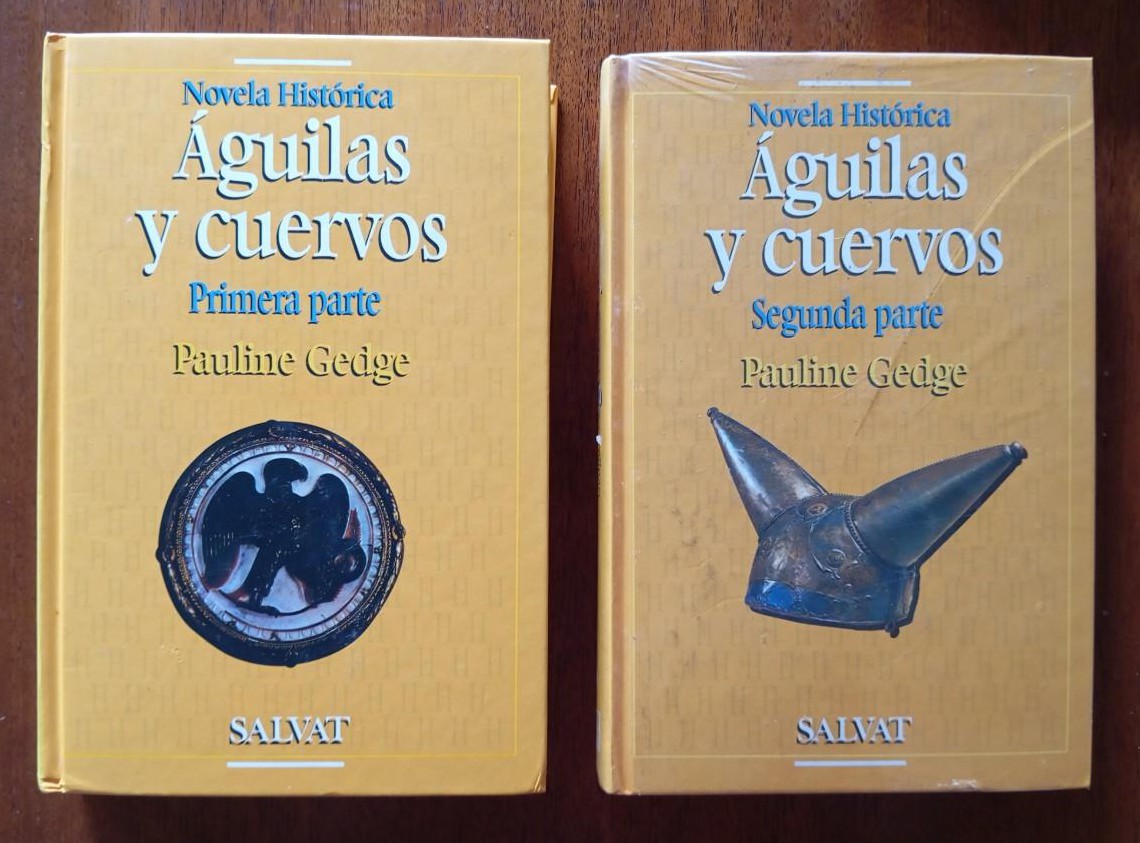 Novela Histórica
Águilas
y cuervos
Primera parte
Pauline Gedge
SALVAT
Novela Histórica
Águilas
y cuervos
Segunda parte
Pauline Gedge
SALVAT